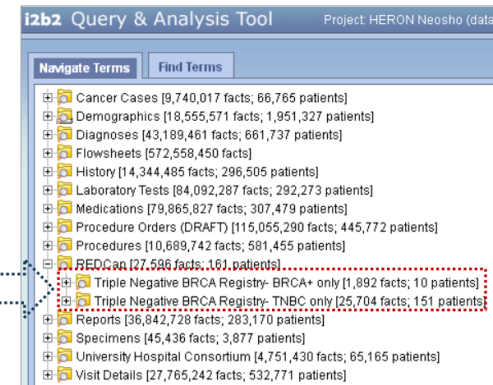 i2b2 Query & Analysis Tool Project: HERON Neosho (data
Navigate Terms Find Terms
Cancer Cases [9,740,017 facts; 66,765 patients]
Demographics [18,555,571 facts; 1,951,327 patients]
Diagnoses [43,189,461 facts; 661,737 patients]
Flowsheets [572,558,450 facts]
History [14,344,485 facts; 296,505 patients]
Laboratory Tests [84,092,287 facts; 292,273 patients]
Medications [79,865,827 facts; 307,479 patients]
Procedure Orders (DRAFT) [115,055,290 facts; 445,772 patients]
Procedures [10,689,742 facts; 581,455 patients]
REDCap [27,596 facts; 161 patients]
Triple Negative BRCA Registry- BRCA+ only [1,892 facts; 10 patients]
Triple Negative BRCA Registry- TNBC only [25,704 facts; 151 patients]
Reports [36,842,728 facts; 283,170 patients]
Specimens [45,436 facts; 3,877 patients]
University Hospital Consortium [4,751,430 facts; 65,165 patients]
Visit Details [27,765,242 facts; 532,771 patients]